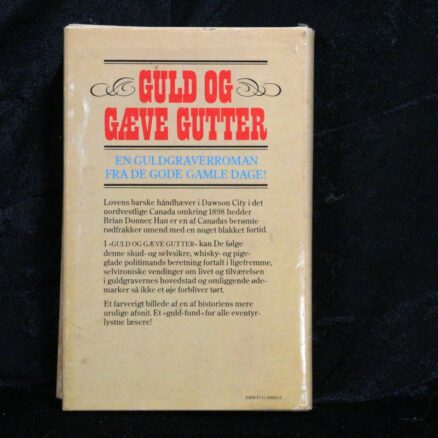 GULD OG
GÆVE GUTTER
EN GULDGRAVERROMAN
FRA DE GODE GAMLE DAGE!
Lovens barske håndhæver i Dawson City i det
nordvestlige Canada omkring 1898 hedder
Brian Donner. Han er en af Canadas berømte
rødfrakker omend med en noget blakket fortid.
I »GULD OG GÆVE GUTTER« kan De følge
denne skud- og selvsikre, whisky- og pige-
glade politimands beretning fortalt i ligefremme,
selvironiske vendinger om livet og tilværelsen
i guldgravernes hovedstad og omliggende øde-
marker så ikke et øje forbliver tørt.
Et farverigt billede af en af historiens mere
urolige afsnit. Et »guld-fund« for alle eventyr-
lystne læsere!